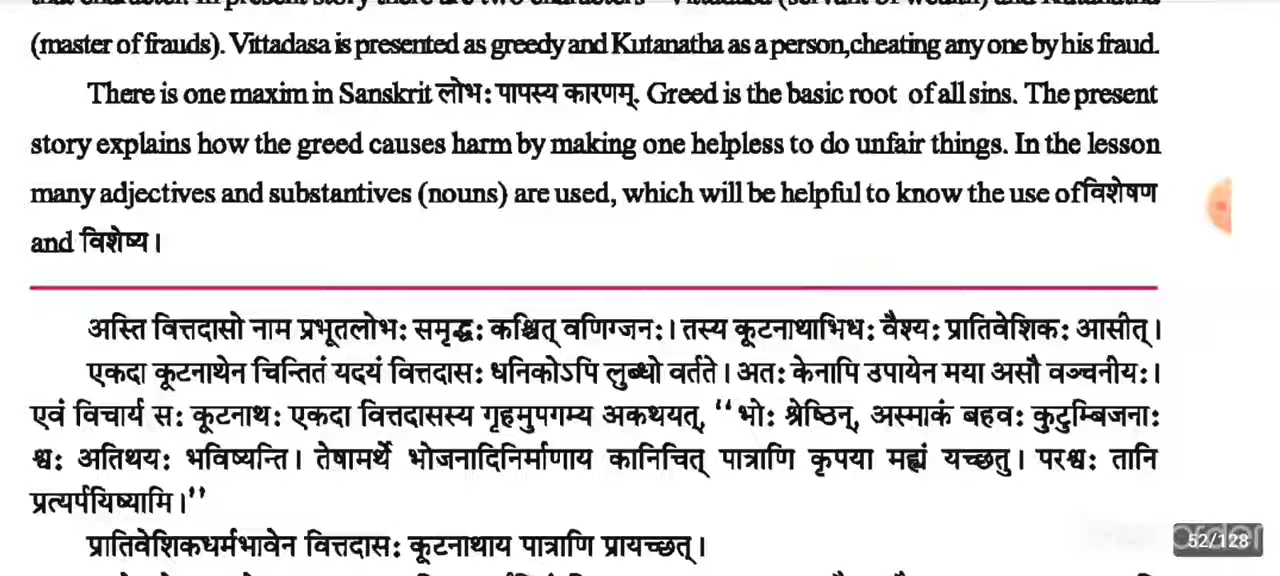 (master of frauds). Vittadasa is presented as greedy and Kutanatha as a person,cheating any one by his fraud.
There is one maxim in Sanskrit लोभः पापस्य कारणम्. Greed is the basic root of all sins. The present
story explains how the greed causes harm by making one helpless to do unfair things. In the lesson
many adjectives and substantives (nouns) are used, which will be helpful to know the use of विशेषण
and विशेष्य।
अस्ति वित्तदासो नाम प्रभूतलोभः समृद्धः कश्चित् वणिग्जनः। तस्य कूटनाथाभिधः वैश्यः प्रातिवेशिकः आसीत्।
एकदा कूटनाथेन चिन्तितं यदयं वित्तदासः धनिकोऽपि लुब्धो वर्तते। अतः केनापि उपायेन मया असौ वञ्चनीयः।
एवं विचार्य सः कूटनाथः एकदा वित्तदासस्य गृहमुपगम्य अकथयत्, “भोः श्रेष्ठिन्, अस्माकं बहवः कुटुम्बिजनाः
श्वः अतिथयः भविष्यन्ति। तेषामर्थे भोजनादिनिर्माणाय कानिचित् पात्राणि कृपया मह्यं यच्छतु। परश्वः तानि
प्रत्यर्पयिष्यामि।”
प्रातिवेशिकधर्मभावेन वित्तदासः कूटनाथाय पात्राणि प्रायच्छत्।
52/128